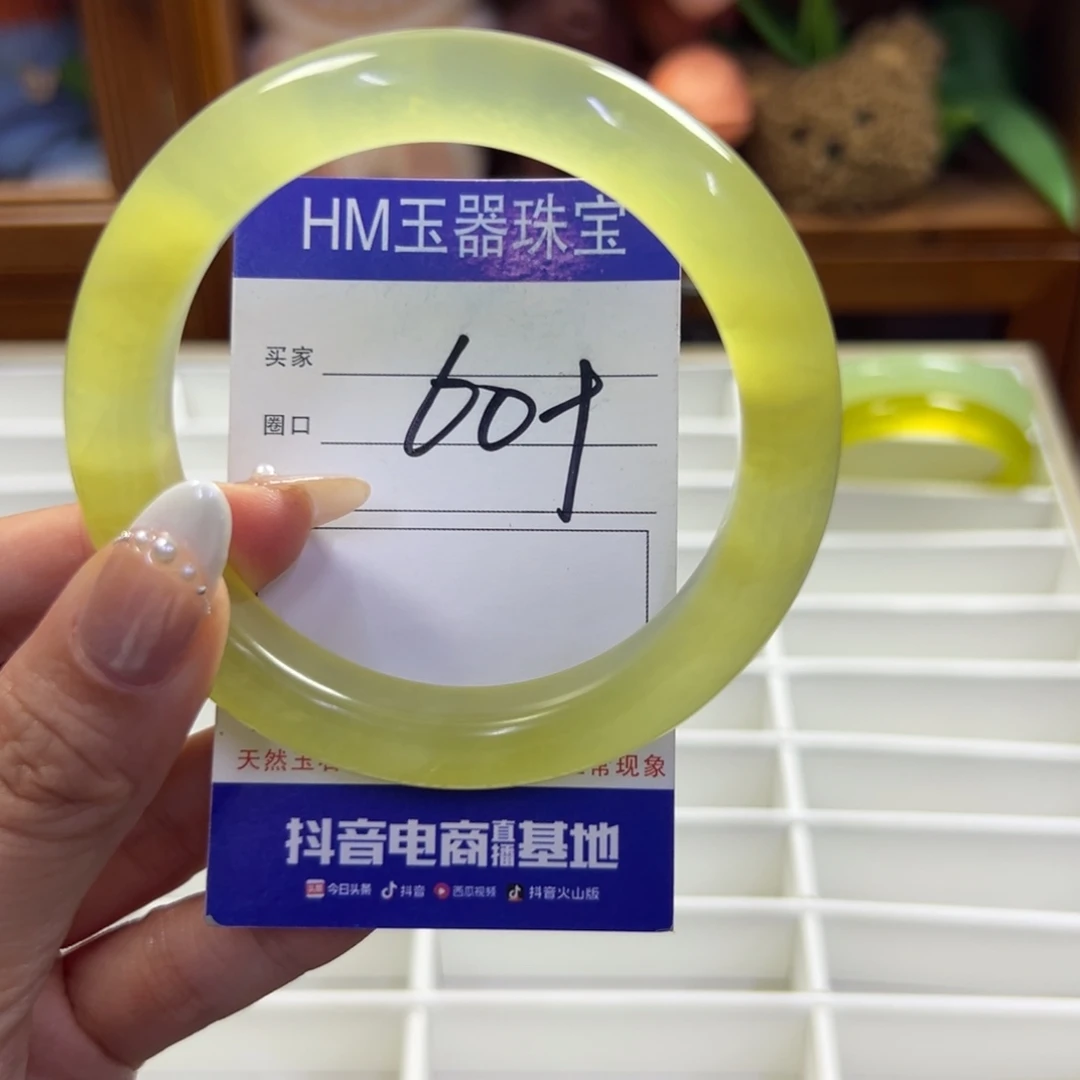 HM玉器珠宝
买家
圈口
60
天然玉
常现象
抖音电商直播基地
今日头条 抖音 西瓜视频 抖音火山版